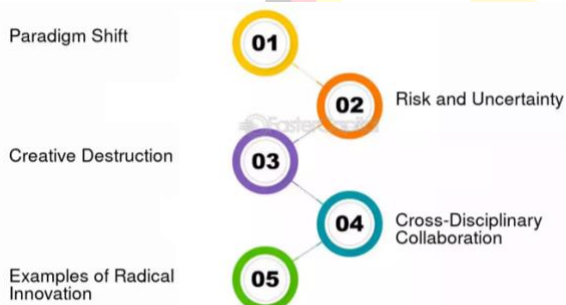 Paradigm Shift
01
02
Risk and Uncertainty
Creative Destruction
03
04
Cross-Disciplinary
Collaboration
Examples of Radical
Innovation
05